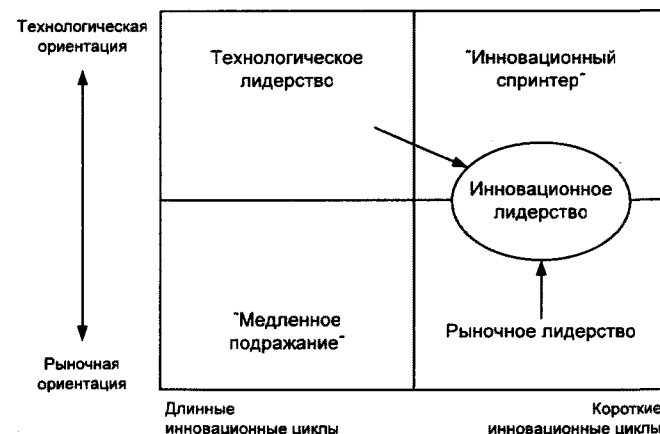 Технологическая
ориентация
Технологическое
лидерство
"Инновационный
спринтер"
Инновационное
лидерство
"Медленное
подражание"
Рыночное лидерство
Рыночная
ориентация
Длинные
инновационные циклы
Короткие
инновационные циклы